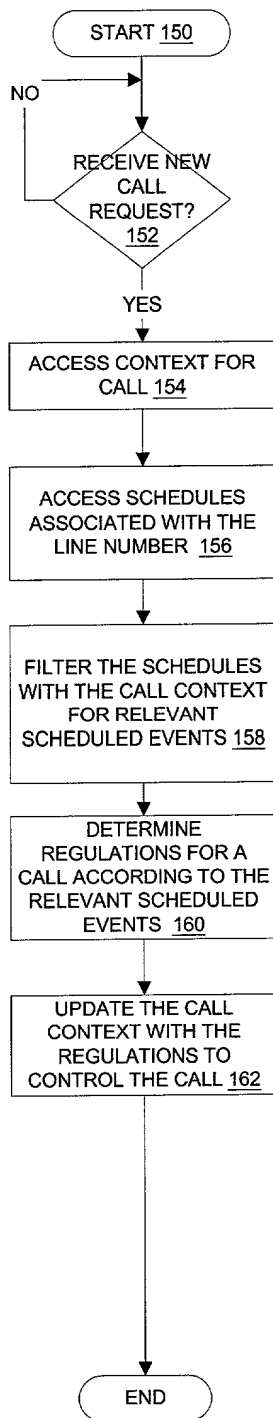 START 150
NO
RECEIVE NEW
CALL
REQUEST?
152
YES
ACCESS CONTEXT FOR
CALL 154
ACCESS SCHEDULES
ASSOCIATED WITH THE
LINE NUMBER 156
FILTER THE SCHEDULES
WITH THE CALL CONTEXT
FOR RELEVANT
SCHEDULED EVENTS 158
DETERMINE
REGULATIONS FOR A
CALL ACCORDING TO THE
RELEVANT SCHEDULED
EVENTS 160
UPDATE THE CALL
CONTEXT WITH THE
REGULATIONS TO
CONTROL THE CALL 162
END